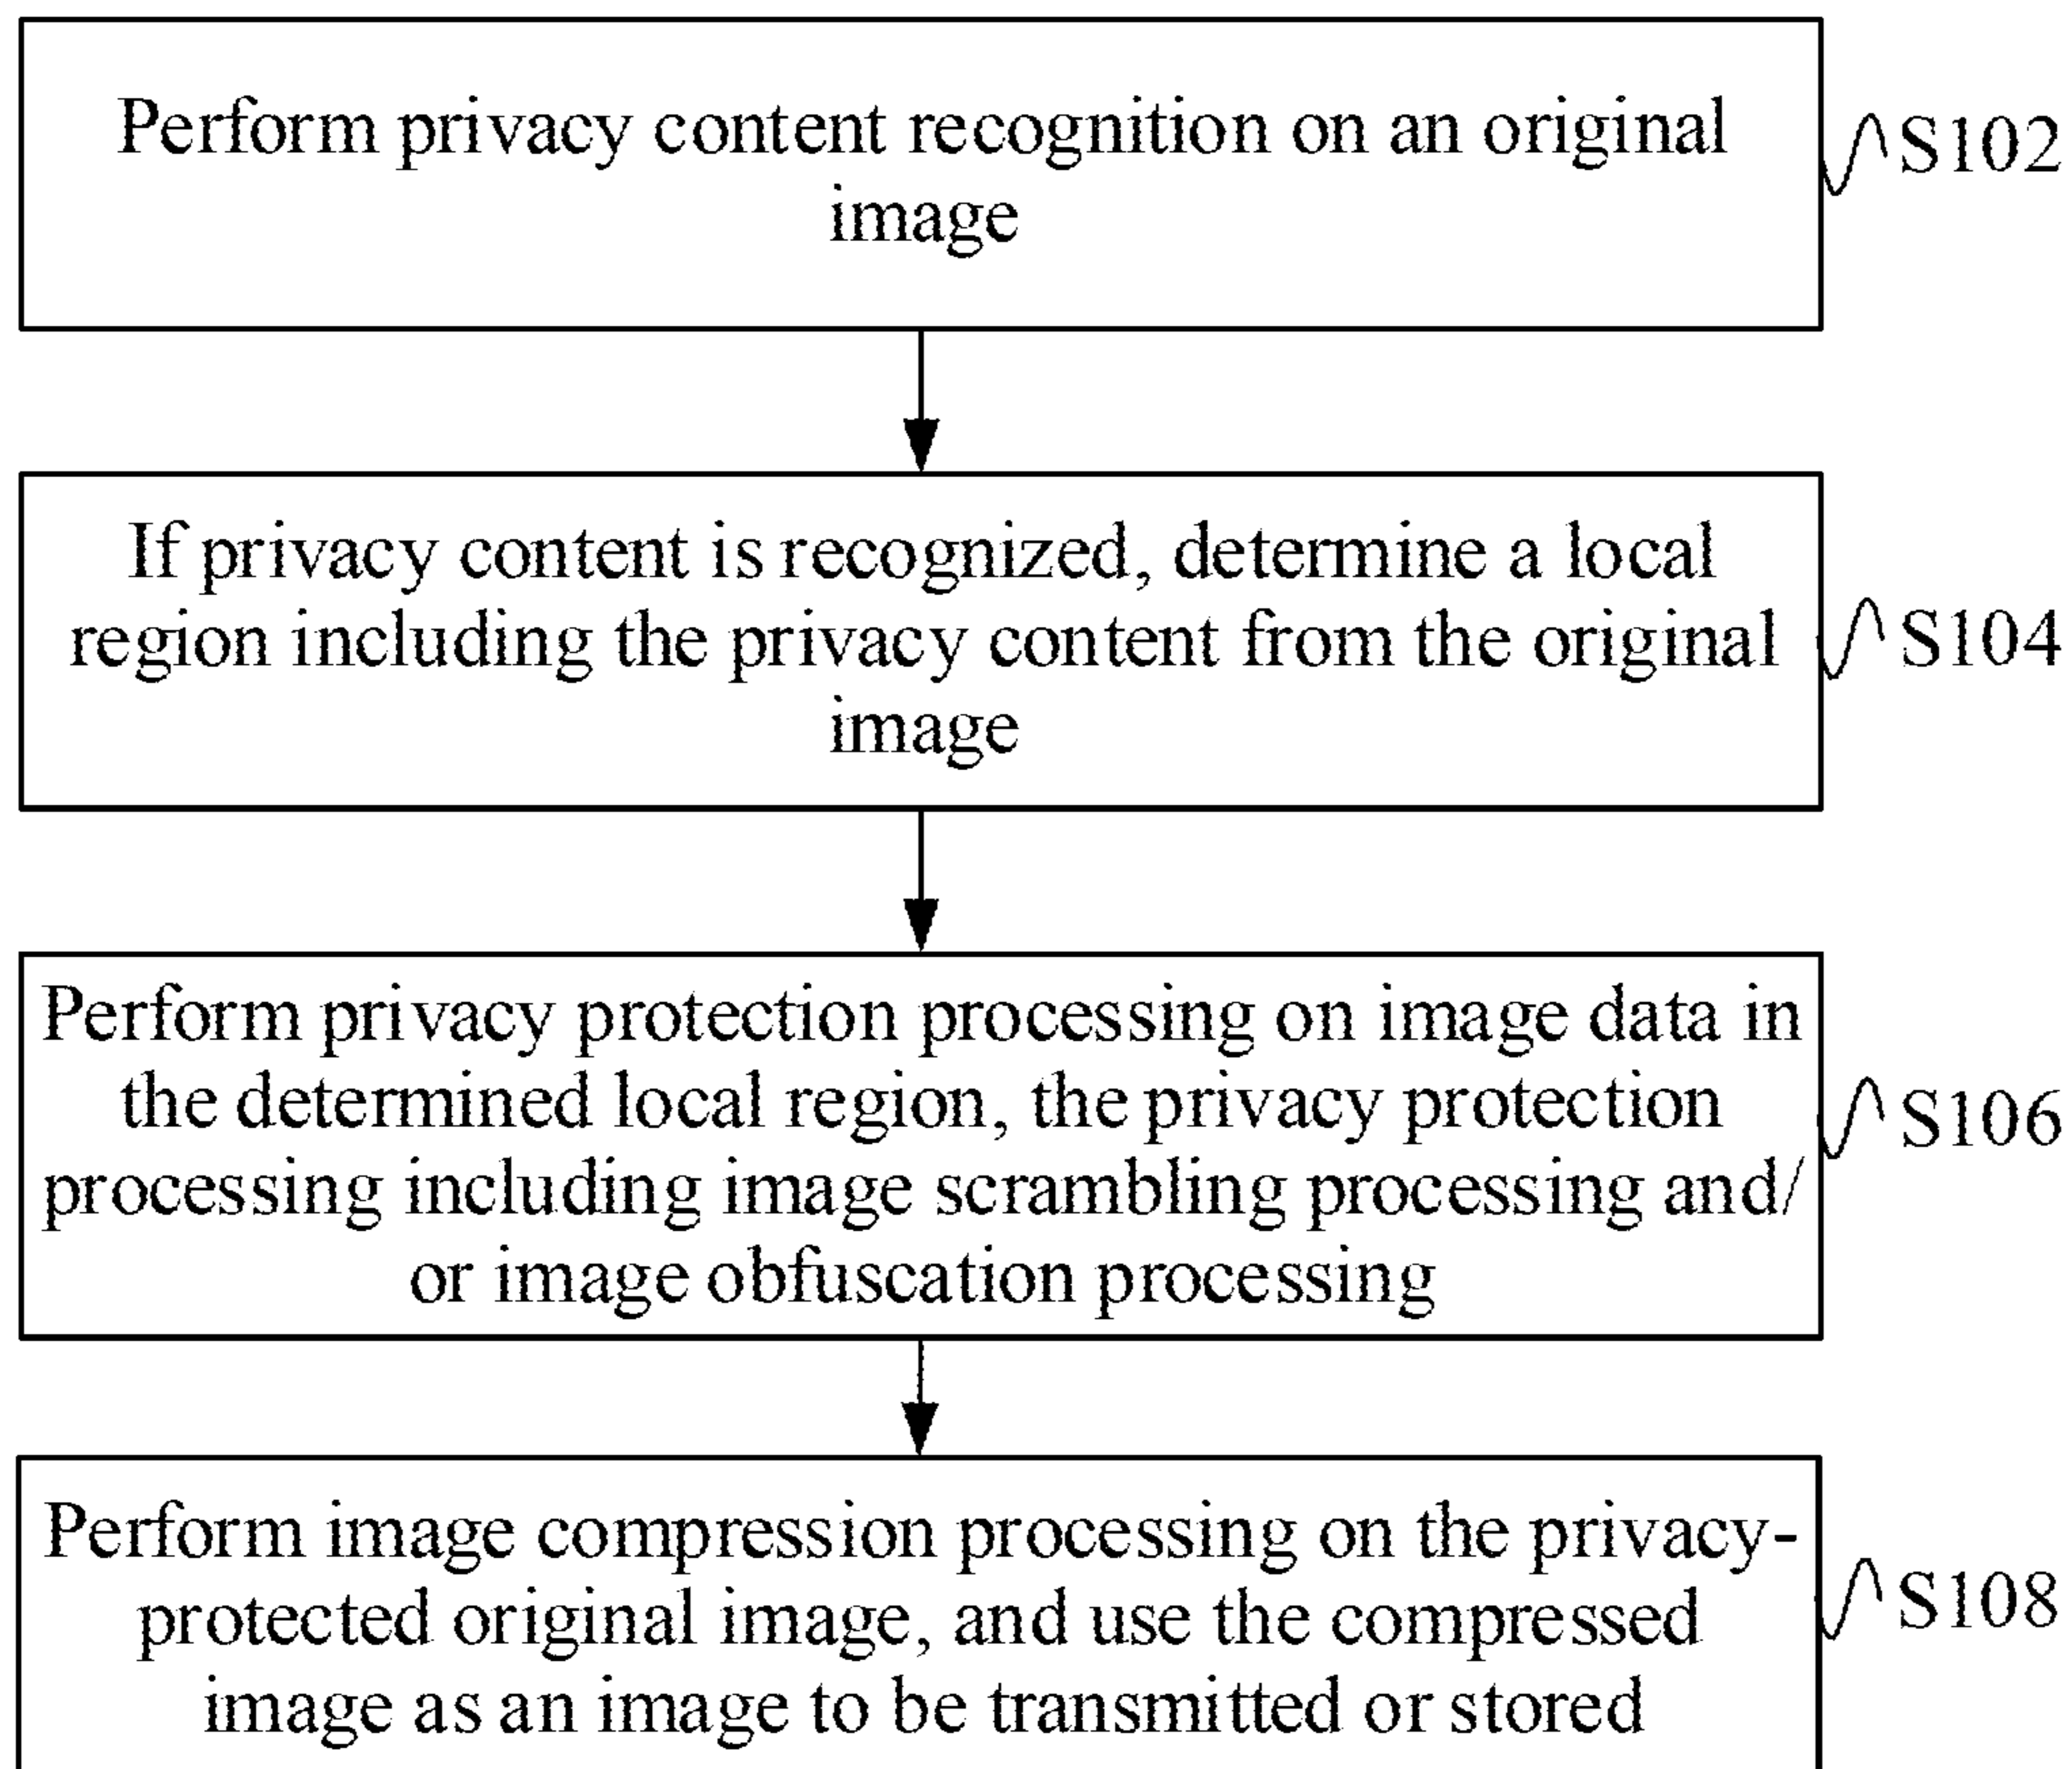 Perform privacy content recognition on an original
image
S102
If privacy content is recognized, determine a local
region including the privacy content from the original
image
S104
Perform privacy protection processing on image data in
the determined local region, the privacy protection
processing including image scrambling processing and/
or image obfuscation processing
S106
Perform image compression processing on the privacy-
protected original image, and use the compressed
image as an image to be transmitted or stored
S108